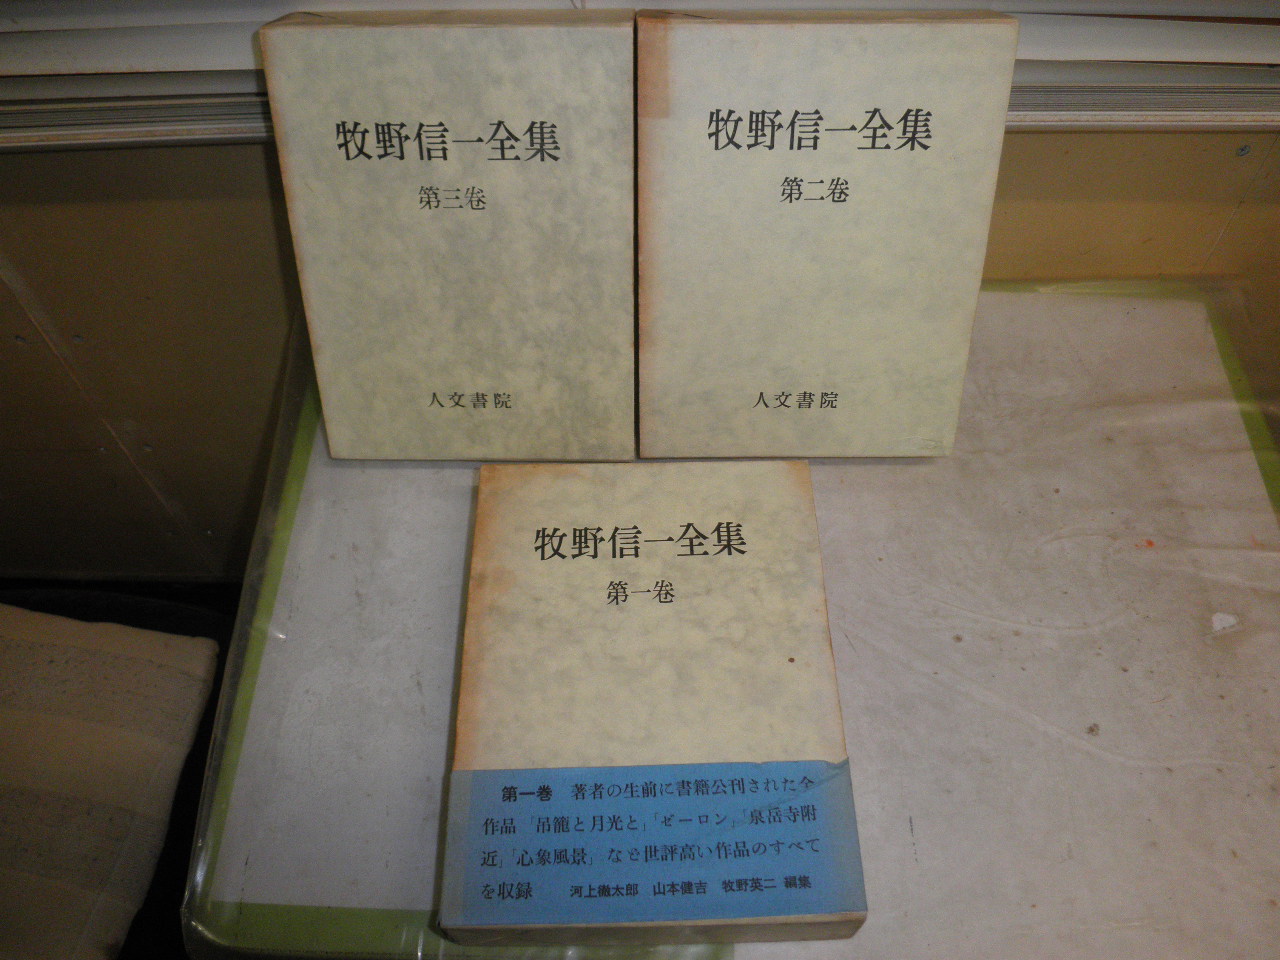 牧野信一全集
第三巻
人文書院
牧野信一全集
第二巻
人文書院
牧野信一全集
第一巻
第一巻 著者の生前に書籍公刊された全
作品「吊籠と月光と」「ゼーロン」「泉岳寺附
近」「心象風景」など世評高い作品のすべて
を収録 河上徹太郎 山本健吉 牧野英二 編集